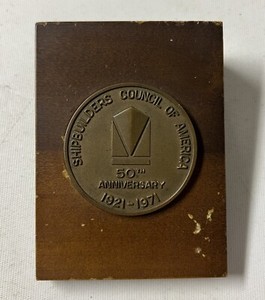 SHIPBUILDERS COUNCIL OF AMERICA
50TH
ANNIVERSARY
1921-1971